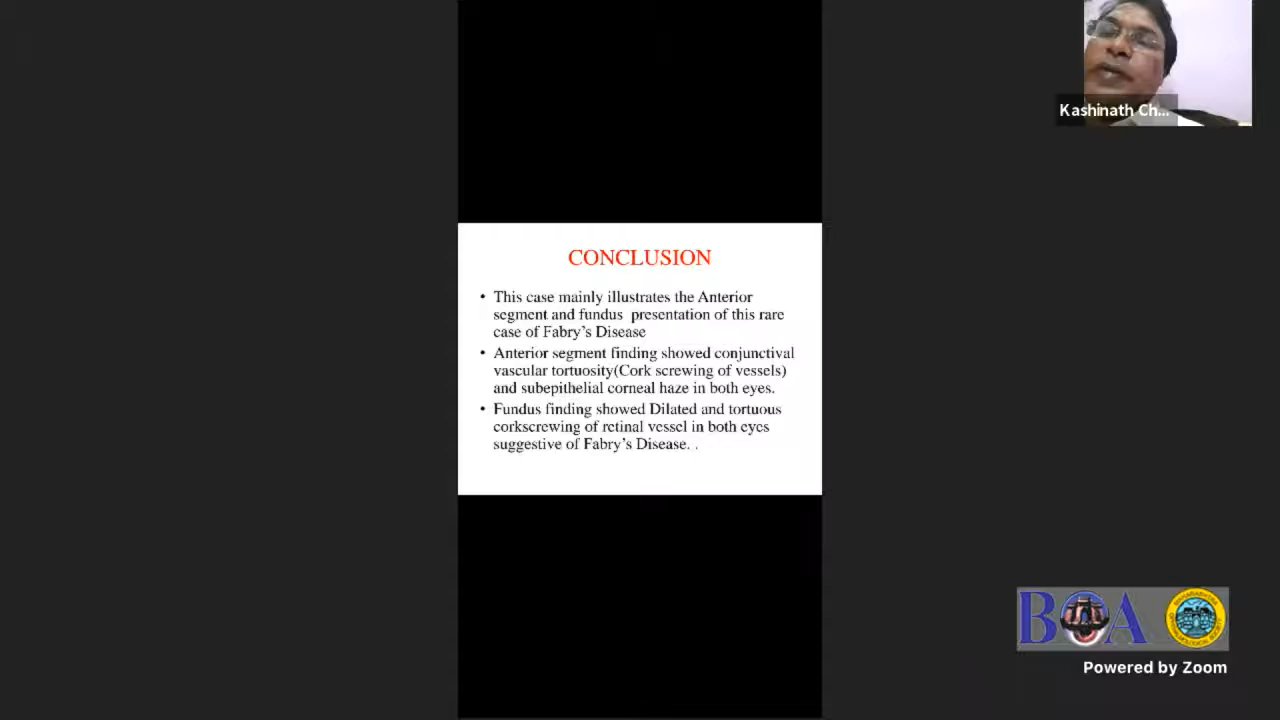 Kashinath Ch...
CONCLUSION
• This case mainly illustrates the Anterior
segment and fundus presentation of this rare
case of Fabry's Disease
• Anterior segment finding showed conjunctival
vascular tortuosity(Cork screwing of vessels)
and subepithelial corneal haze in both eyes.
• Fundus finding showed Dilated and tortuous
corkscrewing of retinal vessel in both eyes
suggestive of Fabry's Disease. .
BOA
Powered by Zoom